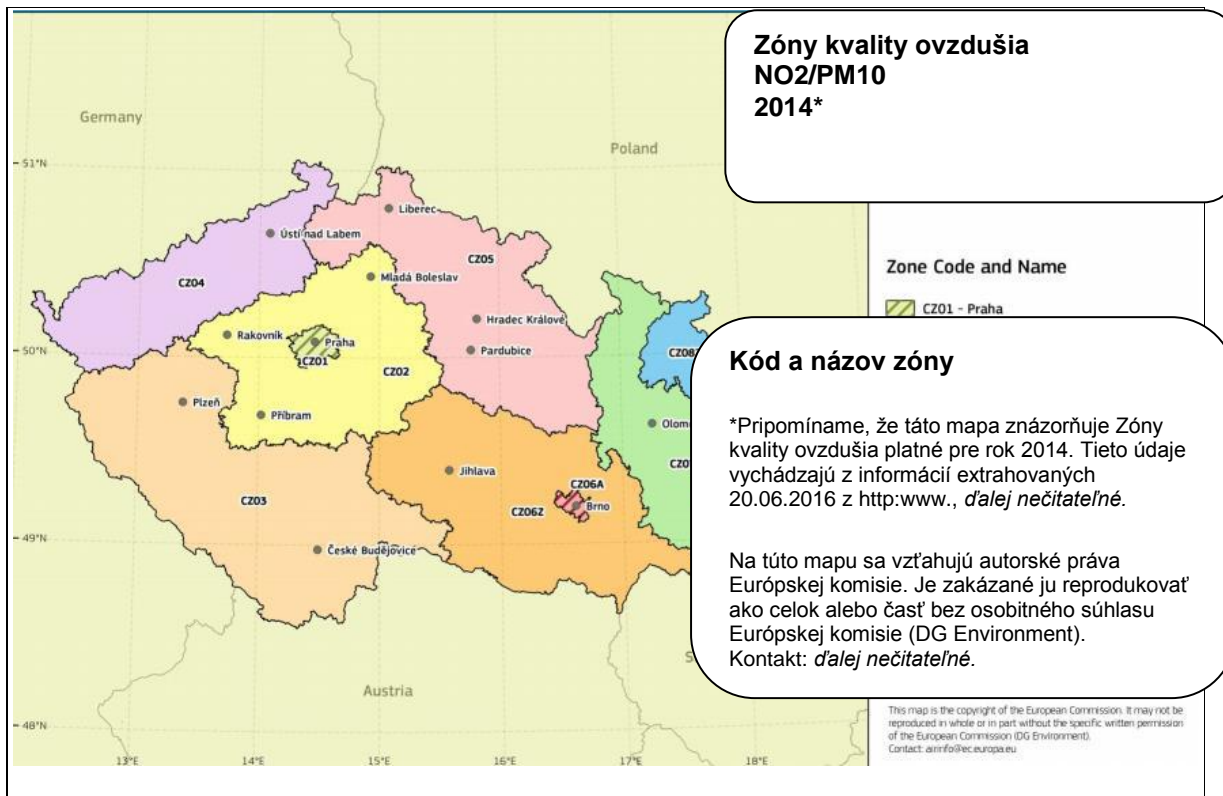 Zóny kvality ovzdušia
NO2/PM10
2014*
Germany
Poland
51°N
Liberec
Ústí nad Labem
CZ05
Zone Code and Name
CZ04
Mladá Boleslav
CZ01 - Praha
Hradec Králové
Rakovník
Praha
50°N
Pardubice
CZ08
CZ01
CZ02
Kód a názov zóny
Plzeň
Příbram
Olom
*Pripomíname, že táto mapa znázorňuje Zóny
kvality ovzdušia platné pre rok 2014. Tieto údaje
vychádzajú z informácií extrahovaných
20.06.2016 z http:www., ďalej nečitateľné.
Jihlava
CZ06A
CZ0
CZ03
CZ06Z
Brno
49°N
České Budějovice
Na túto mapu sa vzťahujú autorské práva
Európskej komisie. Je zakázané ju reprodukovať
ako celok alebo časť bez osobitného súhlasu
Európskej komisie (DG Environment).
Kontakt: ďalej nečitateľné.
S
Austria
48°N
This map is the copyright of the European Commission. It may not be
reproduced in whole or in part without the specific written permission
of the European Commission (DG Environment).
Contact: airinfo@ec.europa.eu
13°E
14°E
15°E
16°E
17°E
18°E